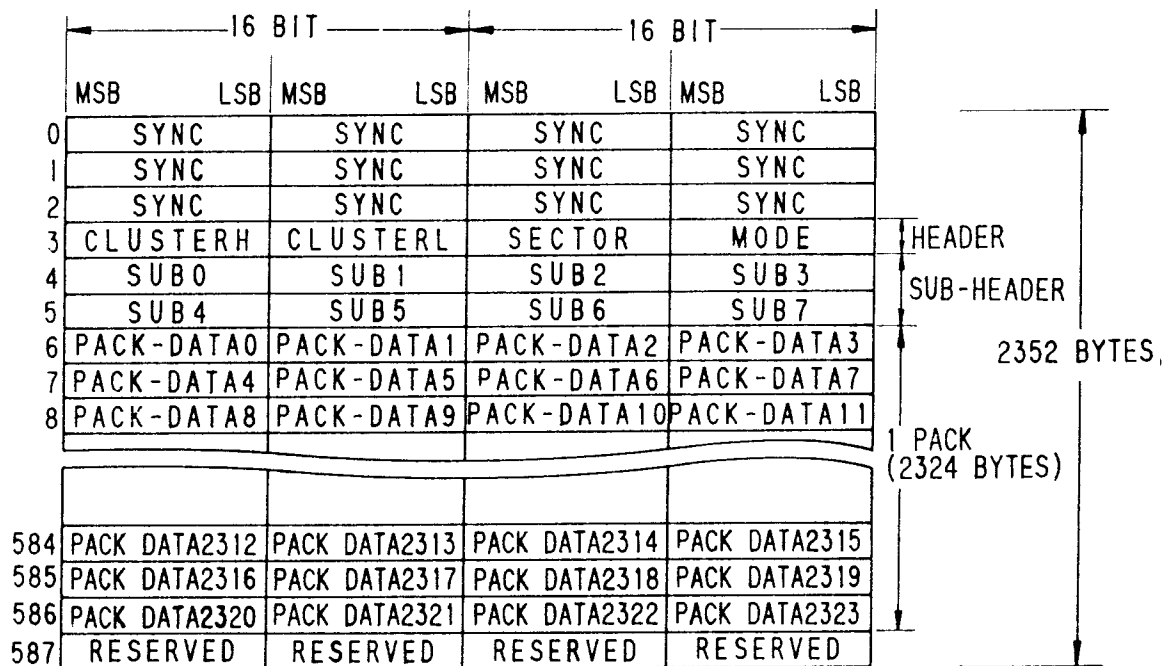 16 BIT 16 BIT
MSB LSB MSB LSB MSB LSB MSB LSB
0 SYNC SYNC SYNC SYNC
1 SYNC SYNC SYNC SYNC
2 SYNC SYNC SYNC SYNC
3 CLUSTERH CLUSTERL SECTOR MODE HEADER
4 SUB0 SUB1 SUB2 SUB3
SUB-HEADER
5 SUB4 SUB5 SUB6 SUB7
6 PACK-DATA0 PACK-DATA1 PACK-DATA2 PACK-DATA3
2352 BYTES,
7 PACK-DATA4 PACK-DATA5 PACK-DATA6 PACK-DATA7
8 PACK-DATA8 PACK-DATA9 PACK-DATA10 PACK-DATA11
1 PACK
(2324 BYTES)
584 PACK DATA2312 PACK DATA2313 PACK DATA2314 PACK DATA2315
585 PACK DATA2316 PACK DATA2317 PACK DATA2318 PACK DATA2319
586 PACK DATA2320 PACK DATA2321 PACK DATA2322 PACK DATA2323
587 RESERVED RESERVED RESERVED RESERVED